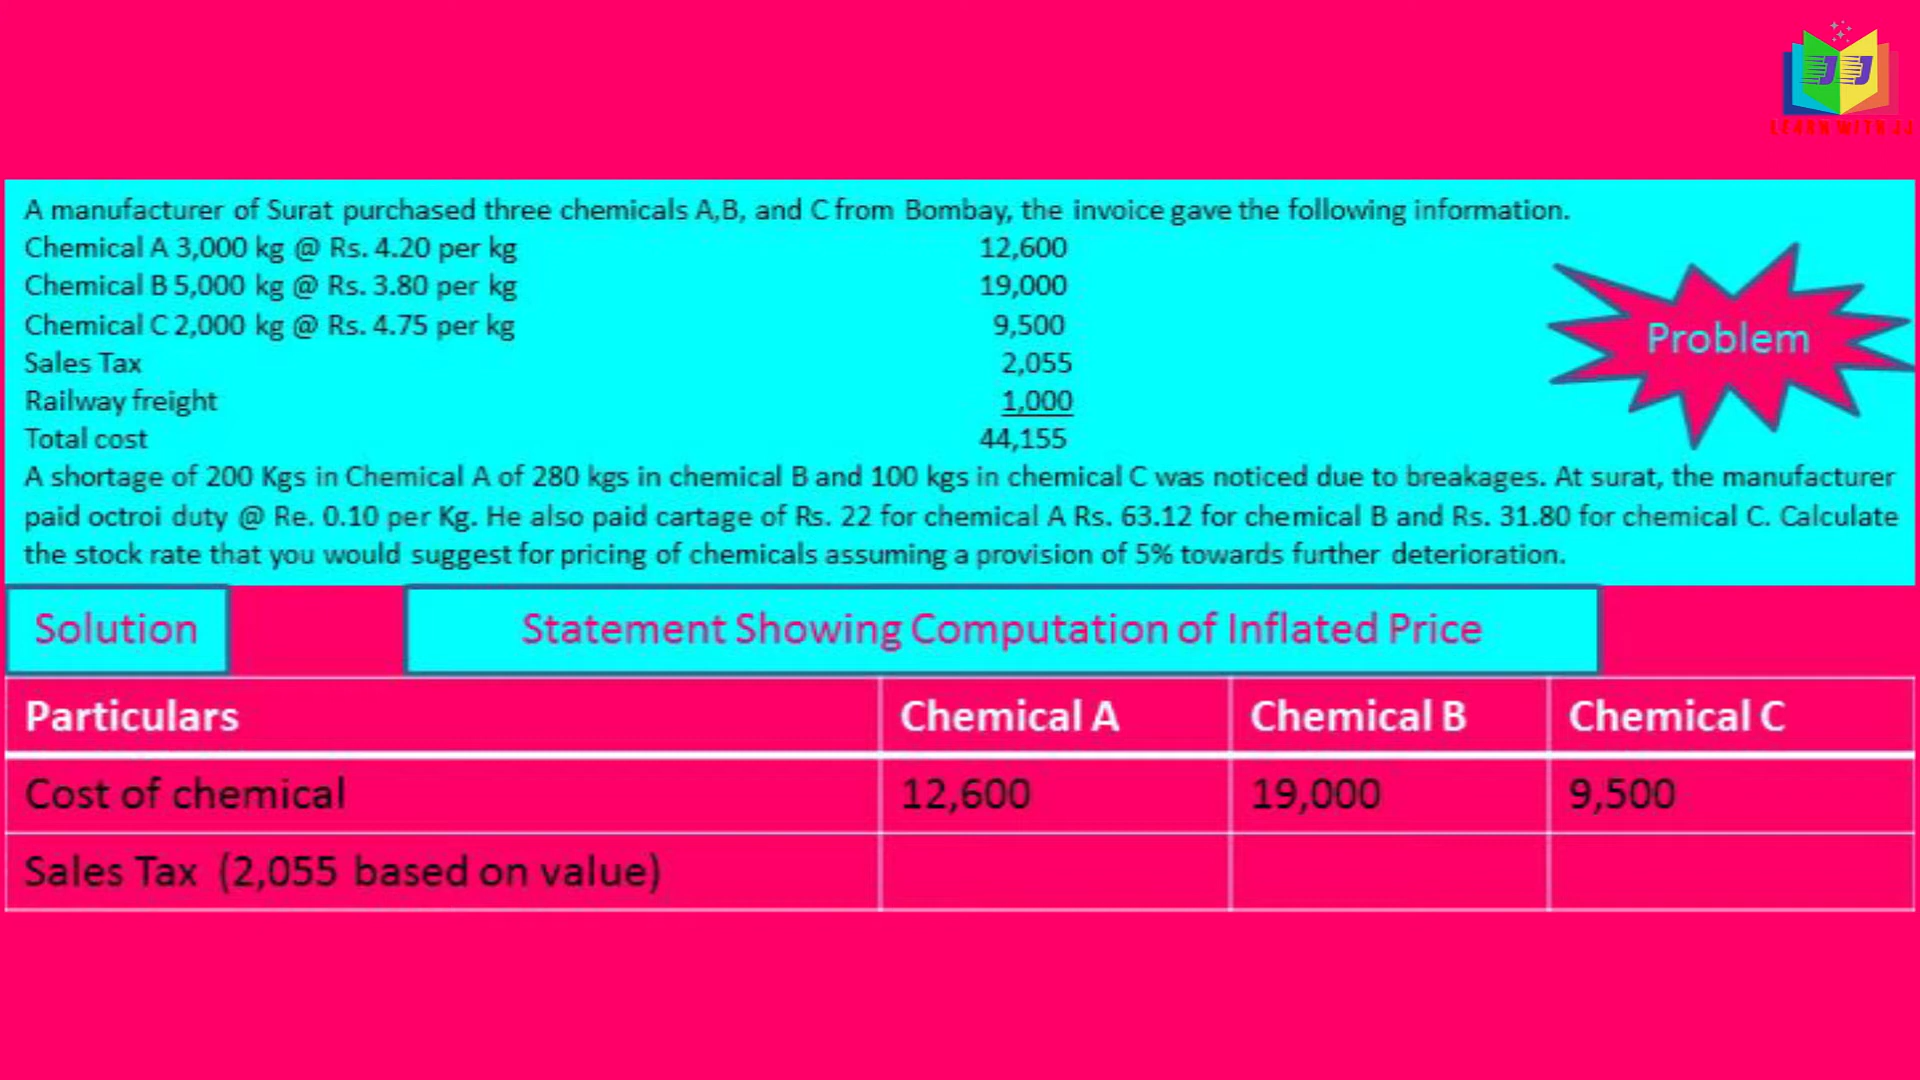 LEARN WITH JJ
A manufacturer of Surat purchased three chemicals A,B, and C from Bombay, the invoice gave the following information.
Chemical A 3,000 kg @ Rs. 4.20 per kg 12,600
Chemical B 5,000 kg @ Rs. 3.80 per kg 19,000
Chemical C 2,000 kg @ Rs. 4.75 per kg 9,500
Sales Tax 2,055
Railway freight 1,000
Total cost 44,155
A shortage of 200 Kgs in Chemical A of 280 kgs in chemical B and 100 kgs in chemical C was noticed due to breakages. At surat, the manufacturer
paid octroi duty @ Re. 0.10 per Kg. He also paid cartage of Rs. 22 for chemical A Rs. 63.12 for chemical B and Rs. 31.80 for chemical C. Calculate
the stock rate that you would suggest for pricing of chemicals assuming a provision of 5% towards further deterioration.
Problem
Solution
Statement Showing Computation of Inflated Price
Particulars Chemical A Chemical B Chemical C
Cost of chemical 12,600 19,000 9,500
Sales Tax (2,055 based on value)